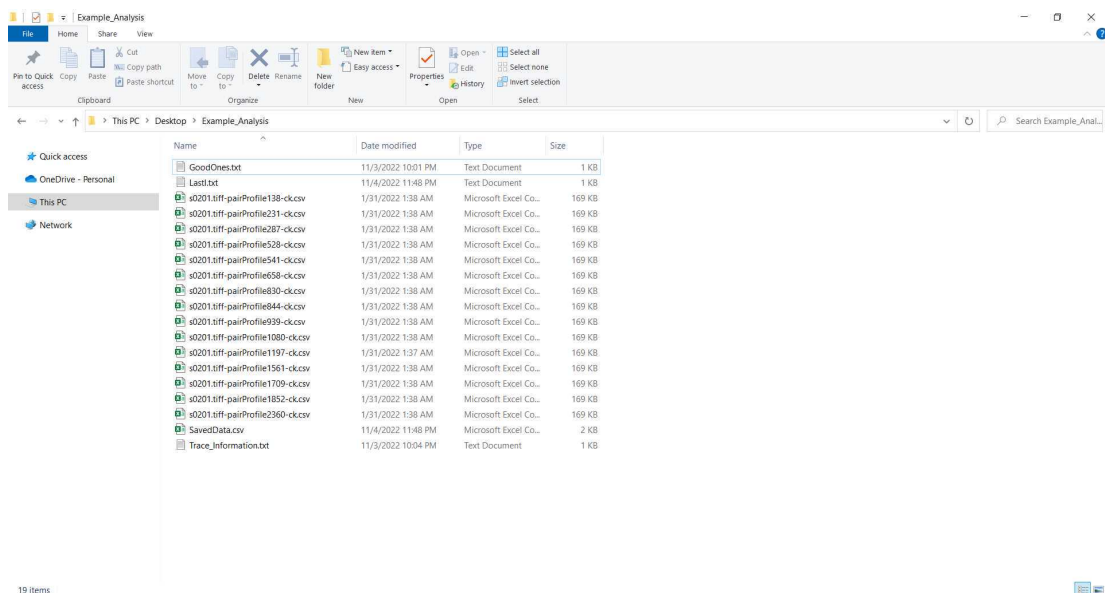 Example_Analysis
File Home Share View
Pin to Quick access
Copy
Paste
Cut
Copy path
Paste shortcut
Clipboard
Move to
Copy to
Delete
Rename
Organize
New folder
New item
Easy access
New
Properties
Open
Edit
History
Open
Select all
Select none
Invert selection
Select
> This PC > Desktop > Example_Analysis
Search Example_Anal...
Quick access
OneDrive - Personal
This PC
Network
Name Date modified Type Size
GoodOnes.txt 11/3/2022 10:01 PM Text Document 1 KB
11/4/2022 11:48 PM Text Document 1 KB
s0201.tiff-pairProfile138-ck.csv 1/31/2022 1:38 AM Microsoft Excel Co... 169 KB
s0201.tiff-pairProfile231-ck.csv 1/31/2022 1:38 AM Microsoft Excel Co... 169 KB
s0201.tiff-pairProfile287-ck.csv 1/31/2022 1:38 AM Microsoft Excel Co... 169 KB
s0201.tiff-pairProfile528-ck.csv 1/31/2022 1:38 AM Microsoft Excel Co... 169 KB
s0201.tiff-pairProfile541-ck.csv 1/31/2022 1:38 AM Microsoft Excel Co... 169 KB
s0201.tiff-pairProfile658-ck.csv 1/31/2022 1:38 AM Microsoft Excel Co... 169 KB
s0201.tiff-pairProfile830-ck.csv 1/31/2022 1:38 AM Microsoft Excel Co... 169 KB
s0201.tiff-pairProfile844-ck.csv 1/31/2022 1:38 AM Microsoft Excel Co... 169 KB
s0201.tiff-pairProfile939-ck.csv 1/31/2022 1:38 AM Microsoft Excel Co... 169 KB
s0201.tiff-pairProfile1080-ck.csv 1/31/2022 1:38 AM Microsoft Excel Co... 169 KB
s0201.tiff-pairProfile1197-ck.csv 1/31/2022 1:37 AM Microsoft Excel Co... 169 KB
s0201.tiff-pairProfile1561-ck.csv 1/31/2022 1:38 AM Microsoft Excel Co... 169 KB
s0201.tiff-pairProfile1709-ck.csv 1/31/2022 1:38 AM Microsoft Excel Co... 169 KB
s0201.tiff-pairProfile1852-ck.csv 1/31/2022 1:38 AM Microsoft Excel Co... 169 KB
s0201.tiff-pairProfile2360-ck.csv 1/31/2022 1:38 AM Microsoft Excel Co... 169 KB
SavedData.csv 11/4/2022 11:48 PM Microsoft Excel Co... 2 KB
Trace_Information.txt 11/3/2022 10:04 PM Text Document 1 KB
19 items